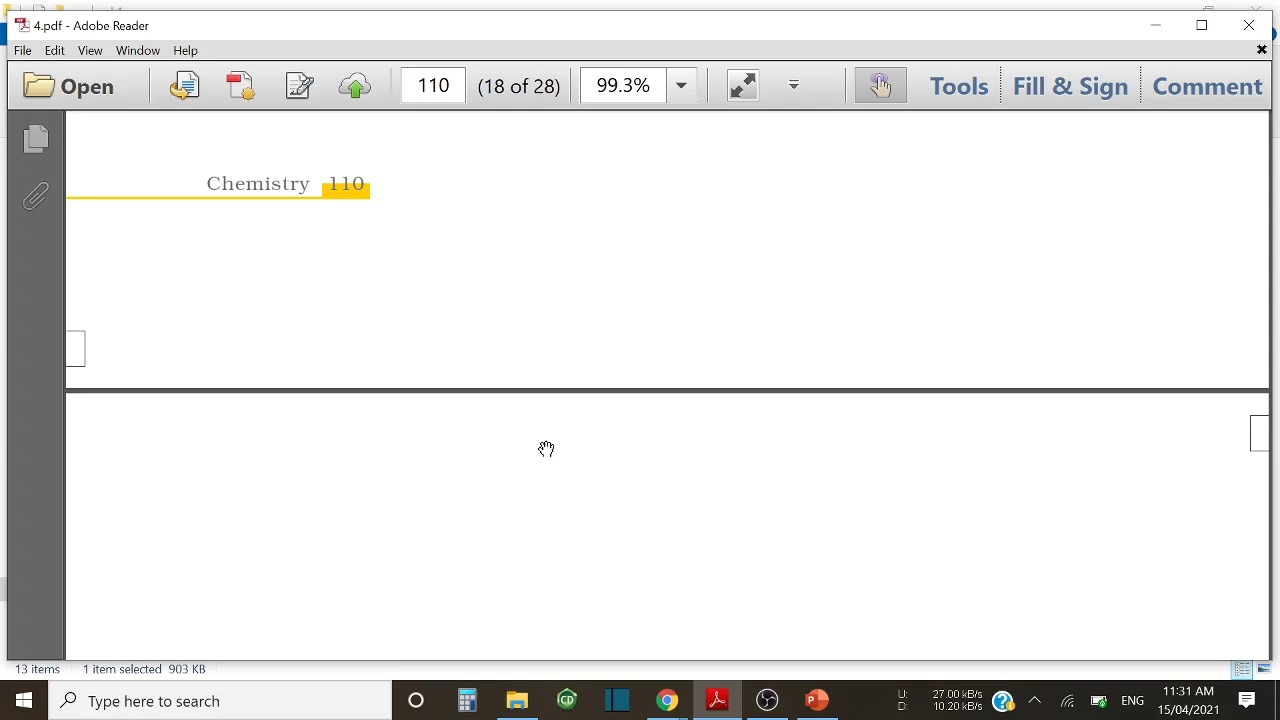 4.pdf - Adobe Reader
File Edit View Window Help
Open 110 (18 of 28) 99.3% Tools Fill & Sign Comment
Chemistry 110
13 items 1 item selected 903 KB
Type here to search
CD
P
U: 27.00 kB/s
D: 10.20 kB/s
ENG
11:31 AM
15/04/2021